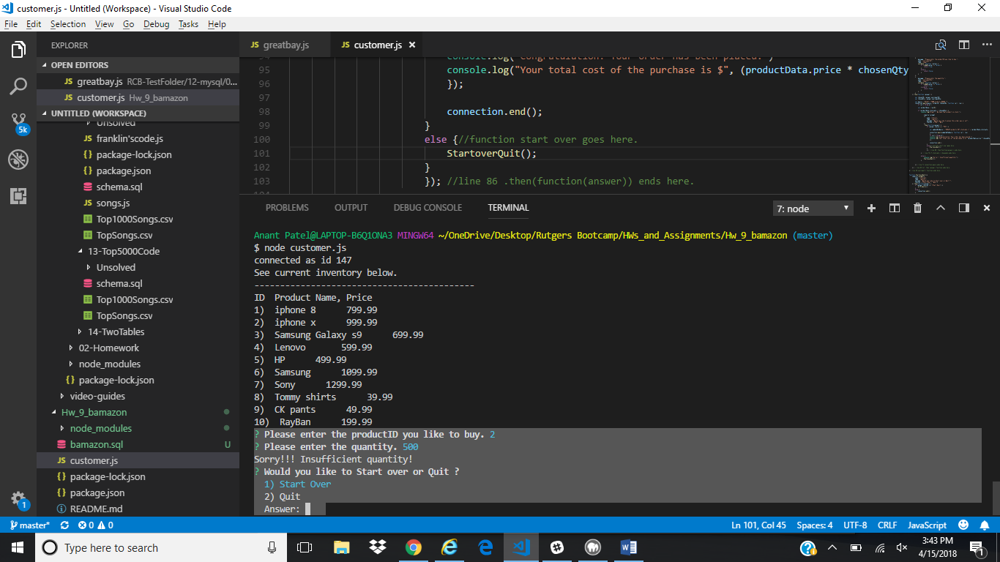 customer.js - Untitled (Workspace) - Visual Studio Code
File Edit Selection View Go Debug Tasks Help
EXPLORER
OPEN EDITORS
JS greatbay.js RCB-TestFolder/12-mysql/0...
JS customer.js Hw_9_bamazon
UNTITLED (WORKSPACE)
Unsolved
JS franklin'scode.js
{} package-lock.json
{} package.json
schema.sql
JS songs.js
Top1000Songs.csv
TopSongs.csv
13-Top5000Code
Unsolved
schema.sql
Top1000Songs.csv
TopSongs.csv
14-TwoTables
02-Homework
node_modules
{} package-lock.json
video-guides
Hw_9_bamazon
node_modules
bamazon.sql U
JS customer.js
{} package-lock.json
{} package.json
README.md
5k
1
JS greatbay.js
JS customer.js
94 console.log("Congratulation! Your order has been placed.")
95 console.log("Your total cost of the purchase is $", (productData.price * chosenQty
96 });
97
98 connection.end();
99 }
100 else {//function start over goes here.
101 StartoverQuit();
102 }
103 }); //line 86 .then(function(answer)) ends here.
PROBLEMS OUTPUT DEBUG CONSOLE TERMINAL 7: node
Anant Patel@LAPTOP-B6Q1ONA3 MINGW64 ~/OneDrive/Desktop/Rutgers Bootcamp/HWs_and_Assignments/Hw_9_bamazon (master)
$ node customer.js
connected as id 147
See current inventory below.
-------------------------------------------
ID Product Name, Price
1) iphone 8 799.99
2) iphone x 999.99
3) Samsung Galaxy s9 699.99
4) Lenovo 599.99
5) HP 499.99
6) Samsung 1099.99
7) Sony 1299.99
8) Tommy shirts 39.99
9) CK pants 49.99
10) RayBan 199.99
? Please enter the productID you like to buy. 2
? Please enter the quantity. 500
Sorry!!! Insufficient quantity!
? Would you like to Start over or Quit ?
1) Start Over
2) Quit
Answer:
master* 0 0 Ln 101, Col 45 Spaces: 4 UTF-8 CRLF JavaScript
Type here to search
3:43 PM
4/15/2018
1